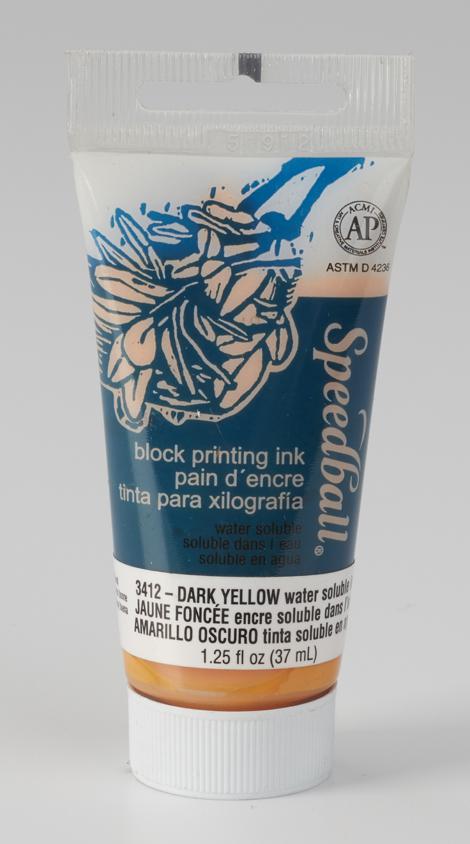 ACMI
AP
ASTM D 4236
Speedball®
block printing ink
pain d´encre
tinta para xilografía
water soluble
soluble dans l eau
soluble en agua
3412 – DARK YELLOW water soluble
JAUNE FONCÉE encre soluble dans l'
AMARILLO OSCURO tinta soluble en
1.25 fl oz (37 mL)